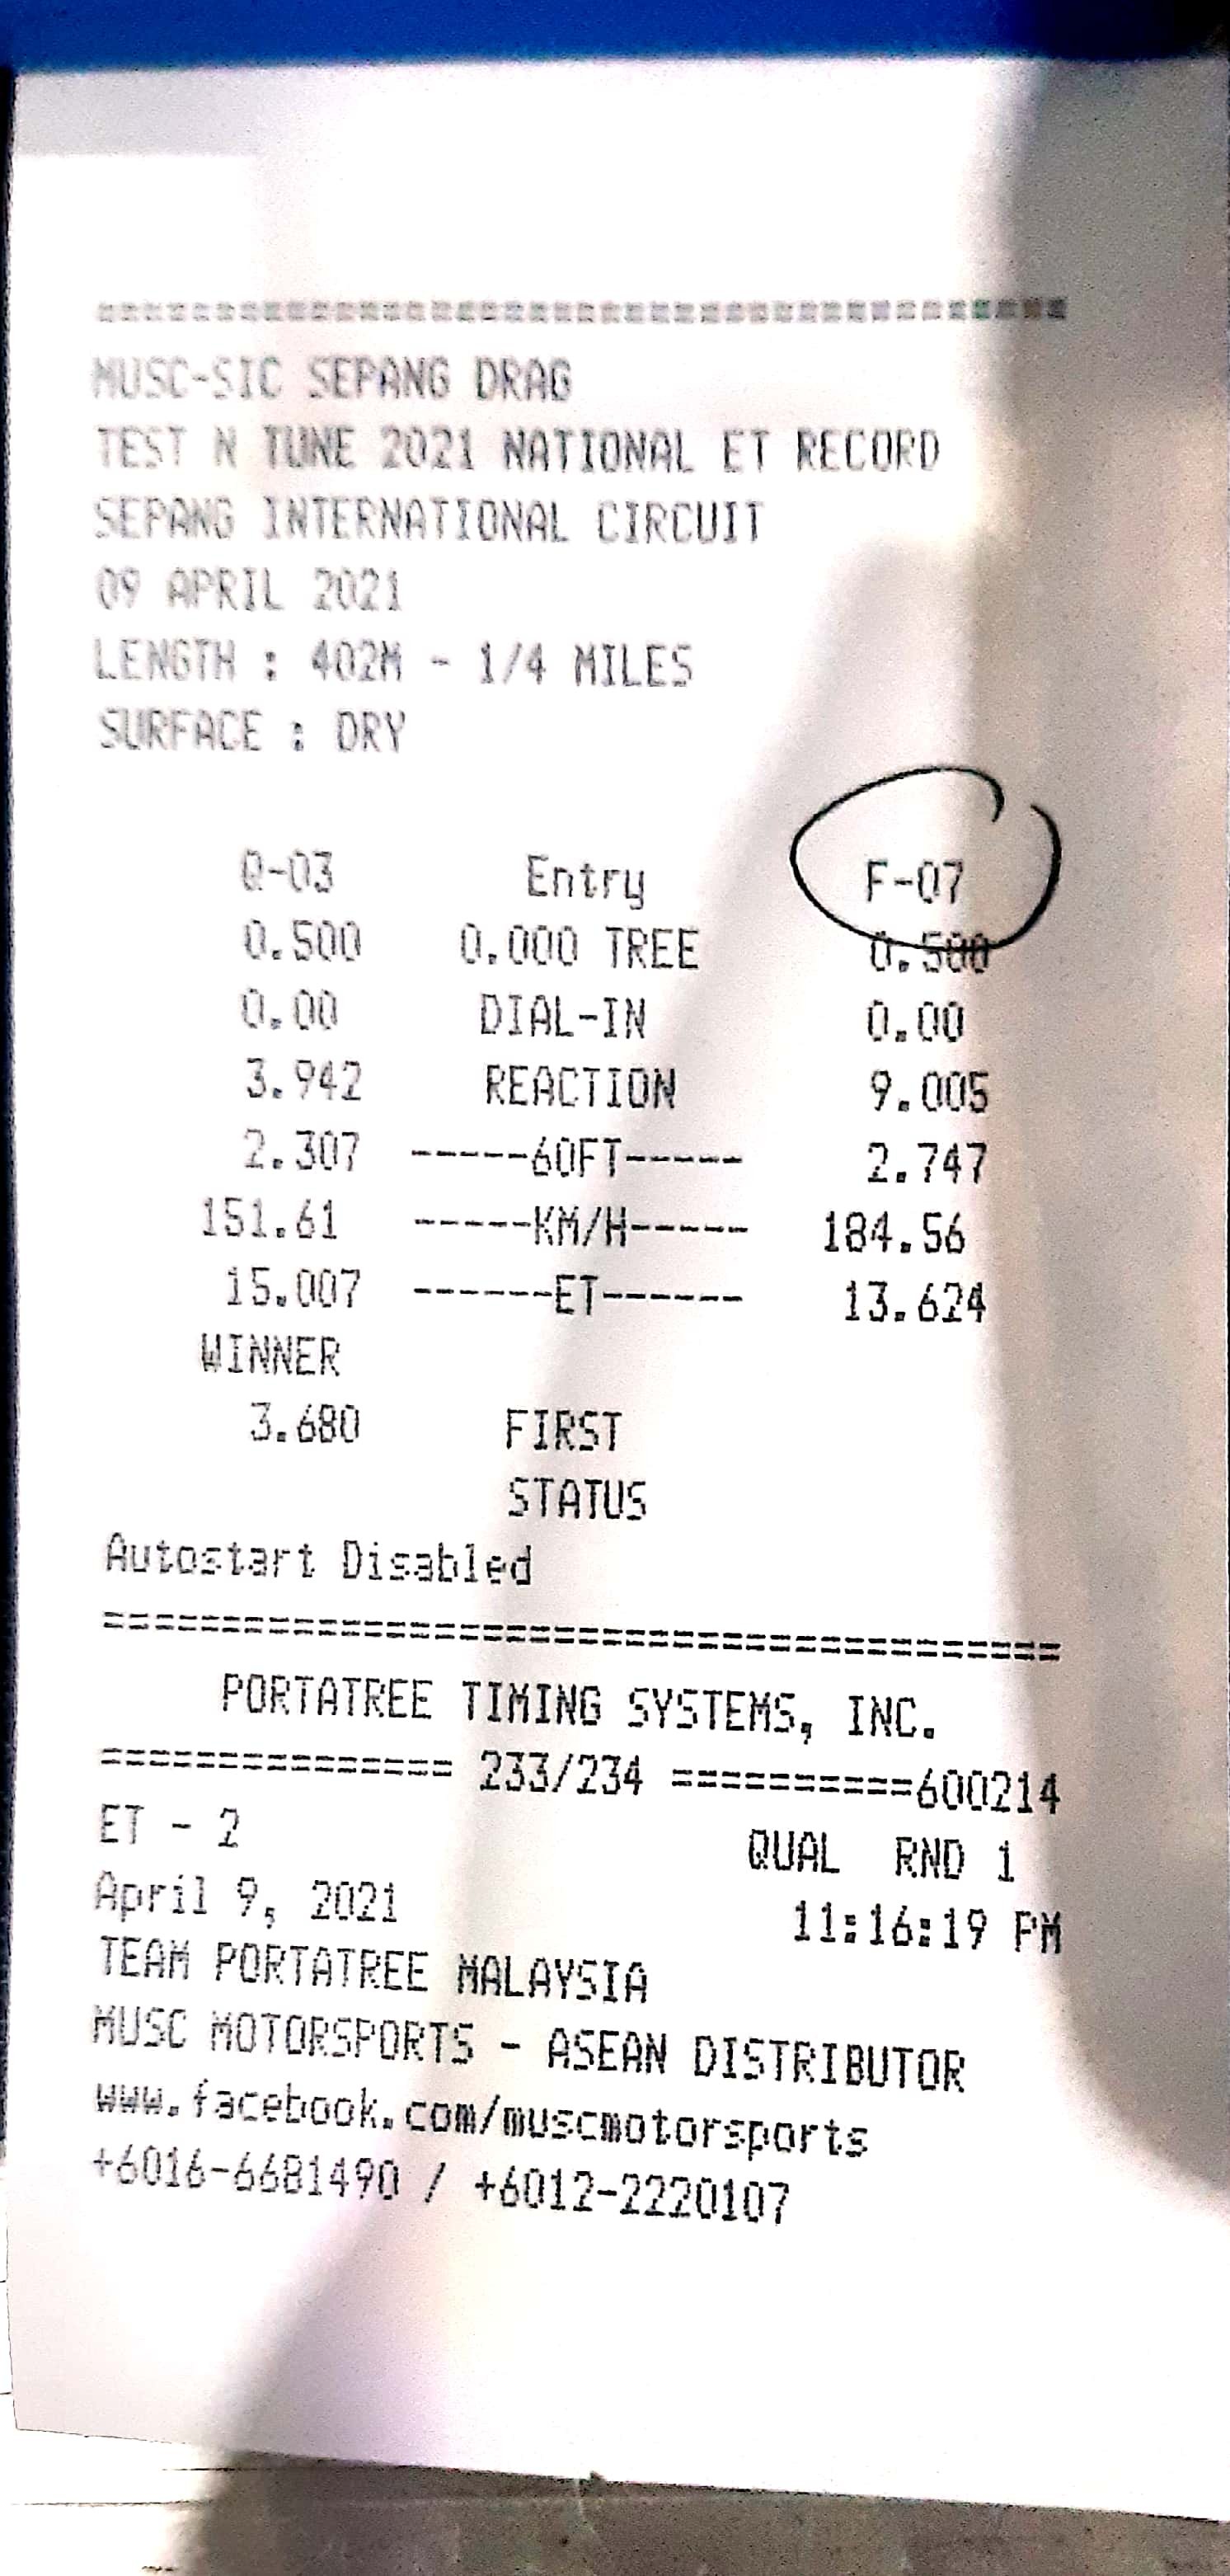 ========================================
MUSC-SIC SEPANG DRAG
TEST N TUNE 2021 NATIONAL ET RECORD
SEPANG INTERNATIONAL CIRCUIT
09 APRIL 2021
LENGTH : 402M - 1/4 MILES
SURFACE : DRY
Q-03 Entry F-07
0.500 0.000 TREE 0.500
0.00 DIAL-IN 0.00
3.942 REACTION 9.005
2.307 -----60FT----- 2.747
151.61 -----KM/H----- 184.56
15.007 ------ET------ 13.624
WINNER
3.680 FIRST
STATUS
Autostart Disabled
========================================
PORTATREE TIMING SYSTEMS, INC.
=============== 233/234 ==========600214
ET - 2 QUAL RND 1
April 9, 2021 11:16:19 PM
TEAM PORTATREE MALAYSIA
MUSC MOTORSPORTS - ASEAN DISTRIBUTOR
www.facebook.com/muscmotorsports
+6016-6681490 / +6012-2220107